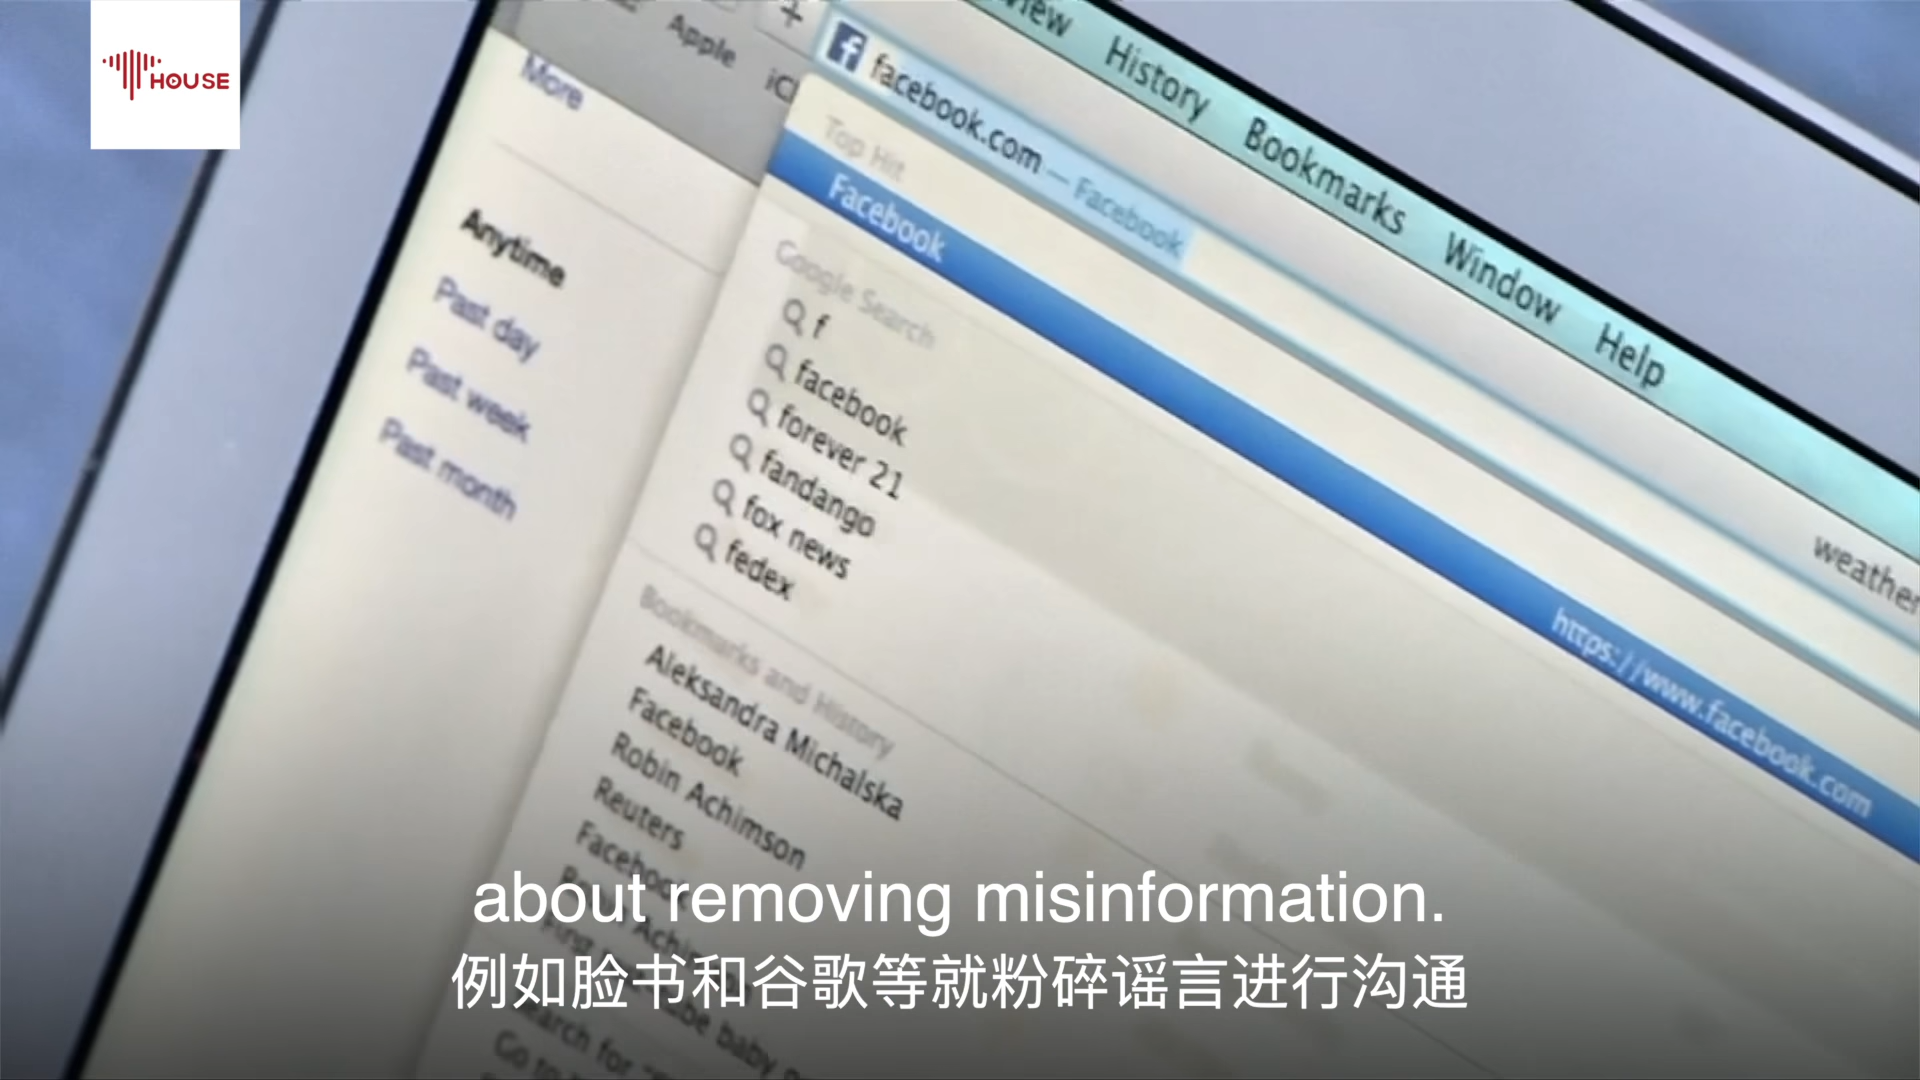 HOUSE
View History Bookmarks Window Help
Apple
facebook.com — Facebook
weather
More
Top Hit
Facebook https://www.facebook.com
Google Search
f
facebook
forever 21
fandango
fox news
fedex
Anytime
Past day
Past week
Past month
Bookmarks and History
Aleksandra Michalska
Facebook
Robin Achimson
Reuters
Facebook
about removing misinformation.
例如脸书和谷歌等就粉碎谣言进行沟通